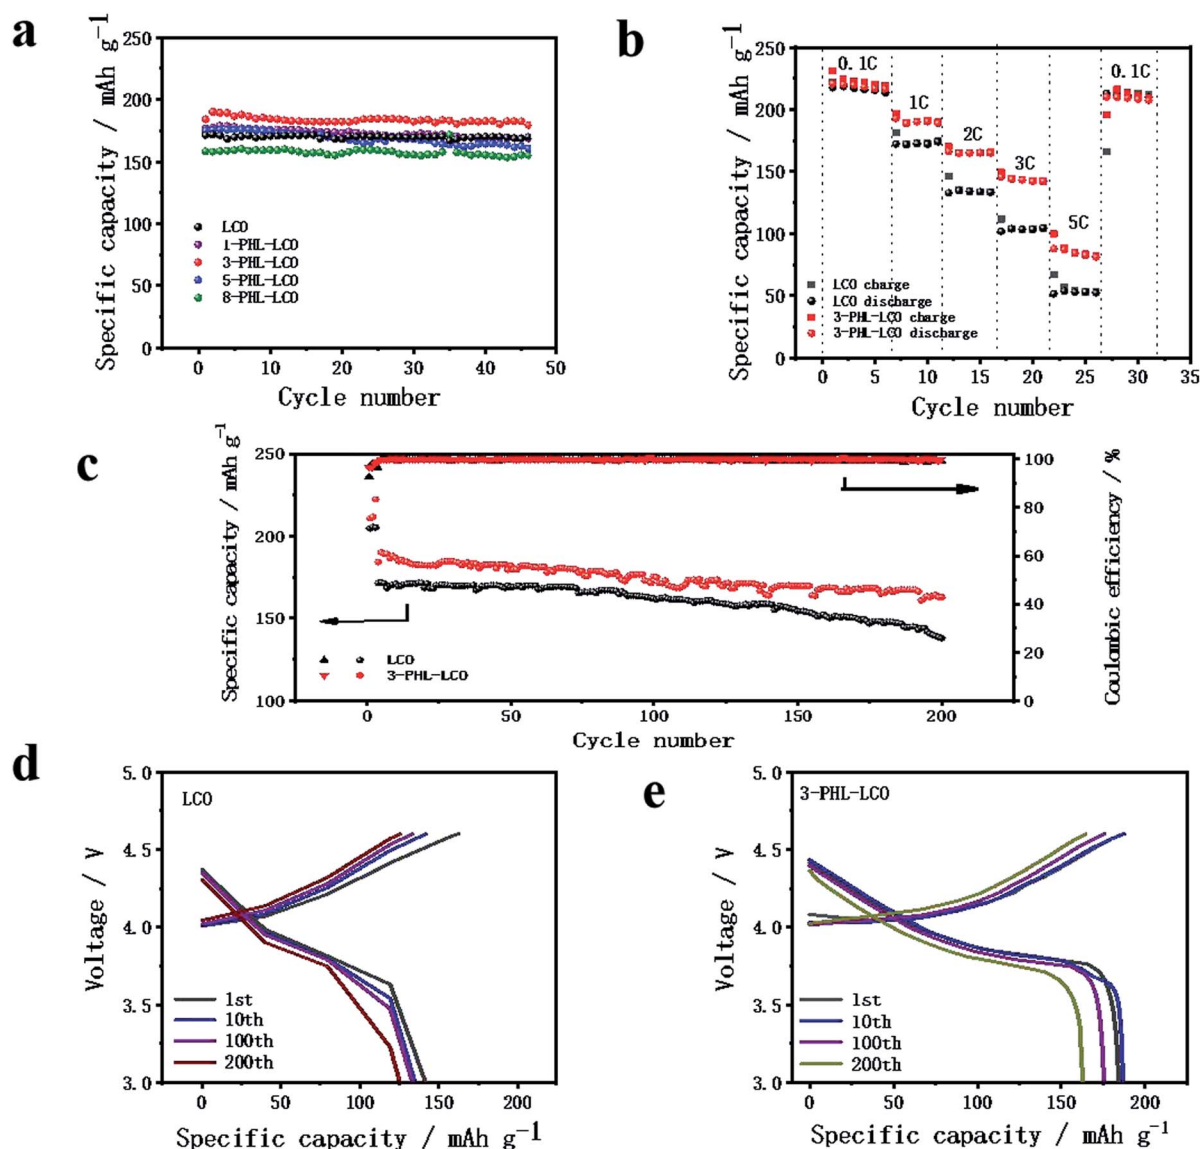 a
Specific capacity / mAh g⁻¹
250
200
150
100
50
0
LCO
1-PHL-LCO
3-PHL-LCO
5-PHL-LCO
8-PHL-LCO
0 10 20 30 40 50
Cycle number
b
Specific capacity / mAh g⁻¹
250
200
150
100
50
0
0.1C
1C
2C
3C
5C
0.1C
LCO charge
LCO discharge
3-PHL-LCO charge
3-PHL-LCO discharge
0 5 10 15 20 25 30 35
Cycle number
c
Specific capacity / mAh g⁻¹
250
200
150
100
LCO
3-PHL-LCO
0 50 100 150 200
Cycle number
100
80
60
40
20
0
Coulombic efficiency / %
d
Voltage / V
5.0
4.5
4.0
3.5
3.0
LCO
1st
10th
100th
200th
0 50 100 150 200
Specific capacity / mAh g⁻¹
e
Voltage / V
5.0
4.5
4.0
3.5
3.0
3-PHL-LCO
1st
10th
100th
200th
0 50 100 150 200
Specific capacity / mAh g⁻¹